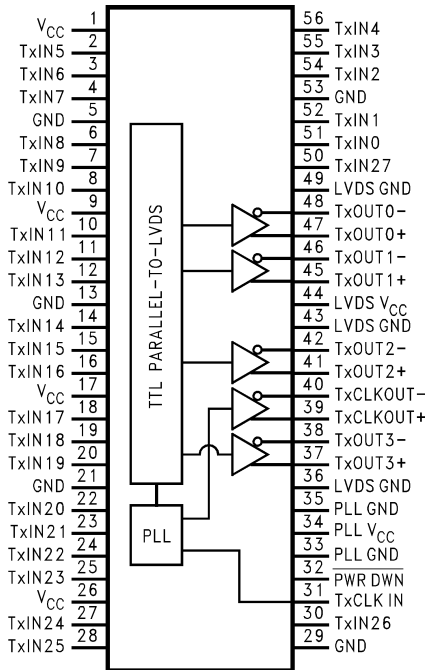 V_CC 1
TxIN5 2
TxIN6 3
TxIN7 4
GND 5
TxIN8 6
TxIN9 7
TxIN10 8
V_CC 9
TxIN11 10
TxIN12 11
TxIN13 12
GND 13
TxIN14 14
TxIN15 15
TxIN16 16
V_CC 17
TxIN17 18
TxIN18 19
TxIN19 20
GND 21
TxIN20 22
TxIN21 23
TxIN22 24
TxIN23 25
V_CC 26
TxIN24 27
TxIN25 28
TTL PARALLEL-TO-LVDS
PLL
56 TxIN4
55 TxIN3
54 TxIN2
53 GND
52 TxIN1
51 TxIN0
50 TxIN27
49 LVDS GND
48 TxOUT0-
47 TxOUT0+
46 TxOUT1-
45 TxOUT1+
44 LVDS V_CC
43 LVDS GND
42 TxOUT2-
41 TxOUT2+
40 TxCLKOUT-
39 TxCLKOUT+
38 TxOUT3-
37 TxOUT3+
36 LVDS GND
35 PLL GND
34 PLL V_CC
33 PLL GND
32 PWR DWN
31 TxCLK IN
30 TxIN26
29 GND